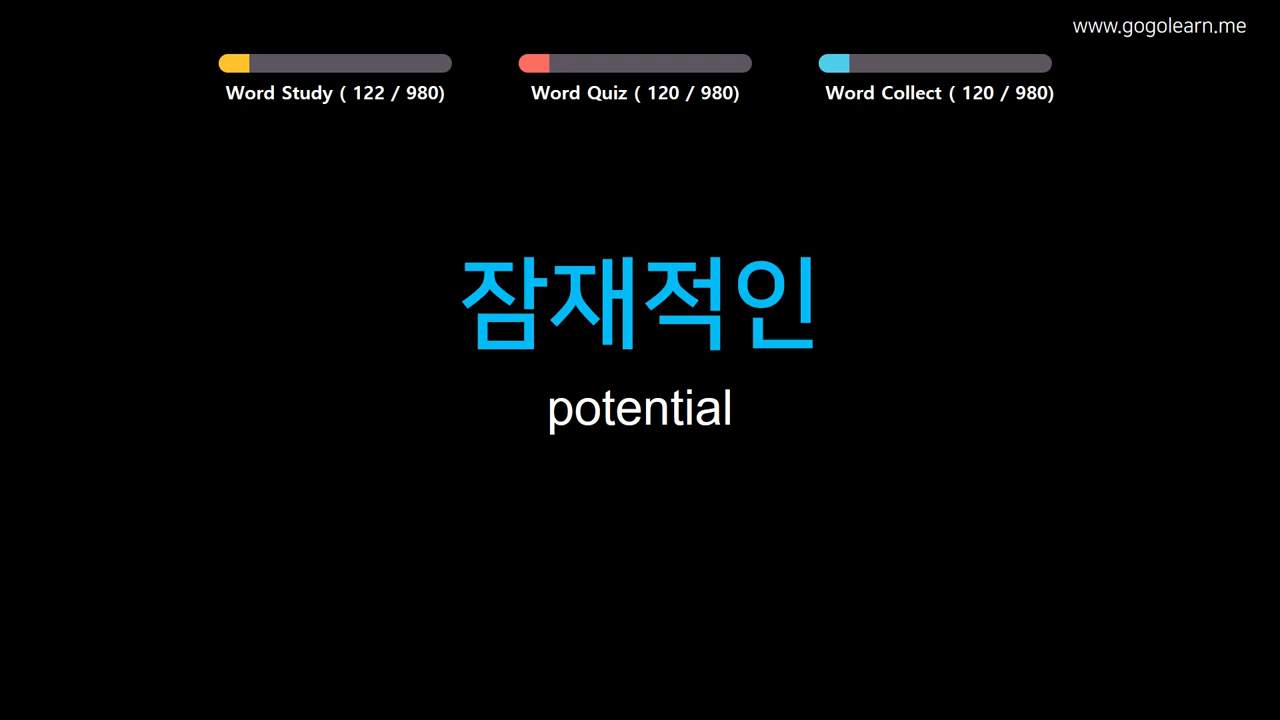 www.gogolearn.me
Word Study ( 122 / 980)
Word Quiz ( 120 / 980)
Word Collect ( 120 / 980)
잠재적인
potential